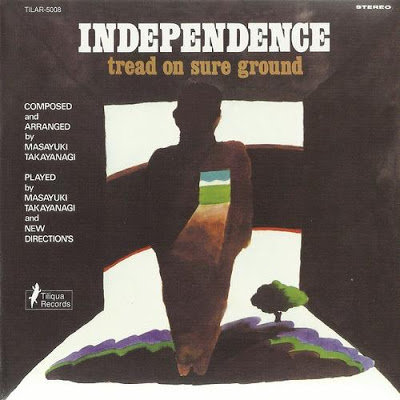 TiLAR-5008
STEREO
INDEPENDENCE
tread on sure ground
COMPOSED
and
ARRANGED
by
MASAYUKI
TAKAYANAGI
PLAYED
by
MASAYUKI
TAKAYANAGI
and
NEW
DIRECTION'S
Tiliqua
Records